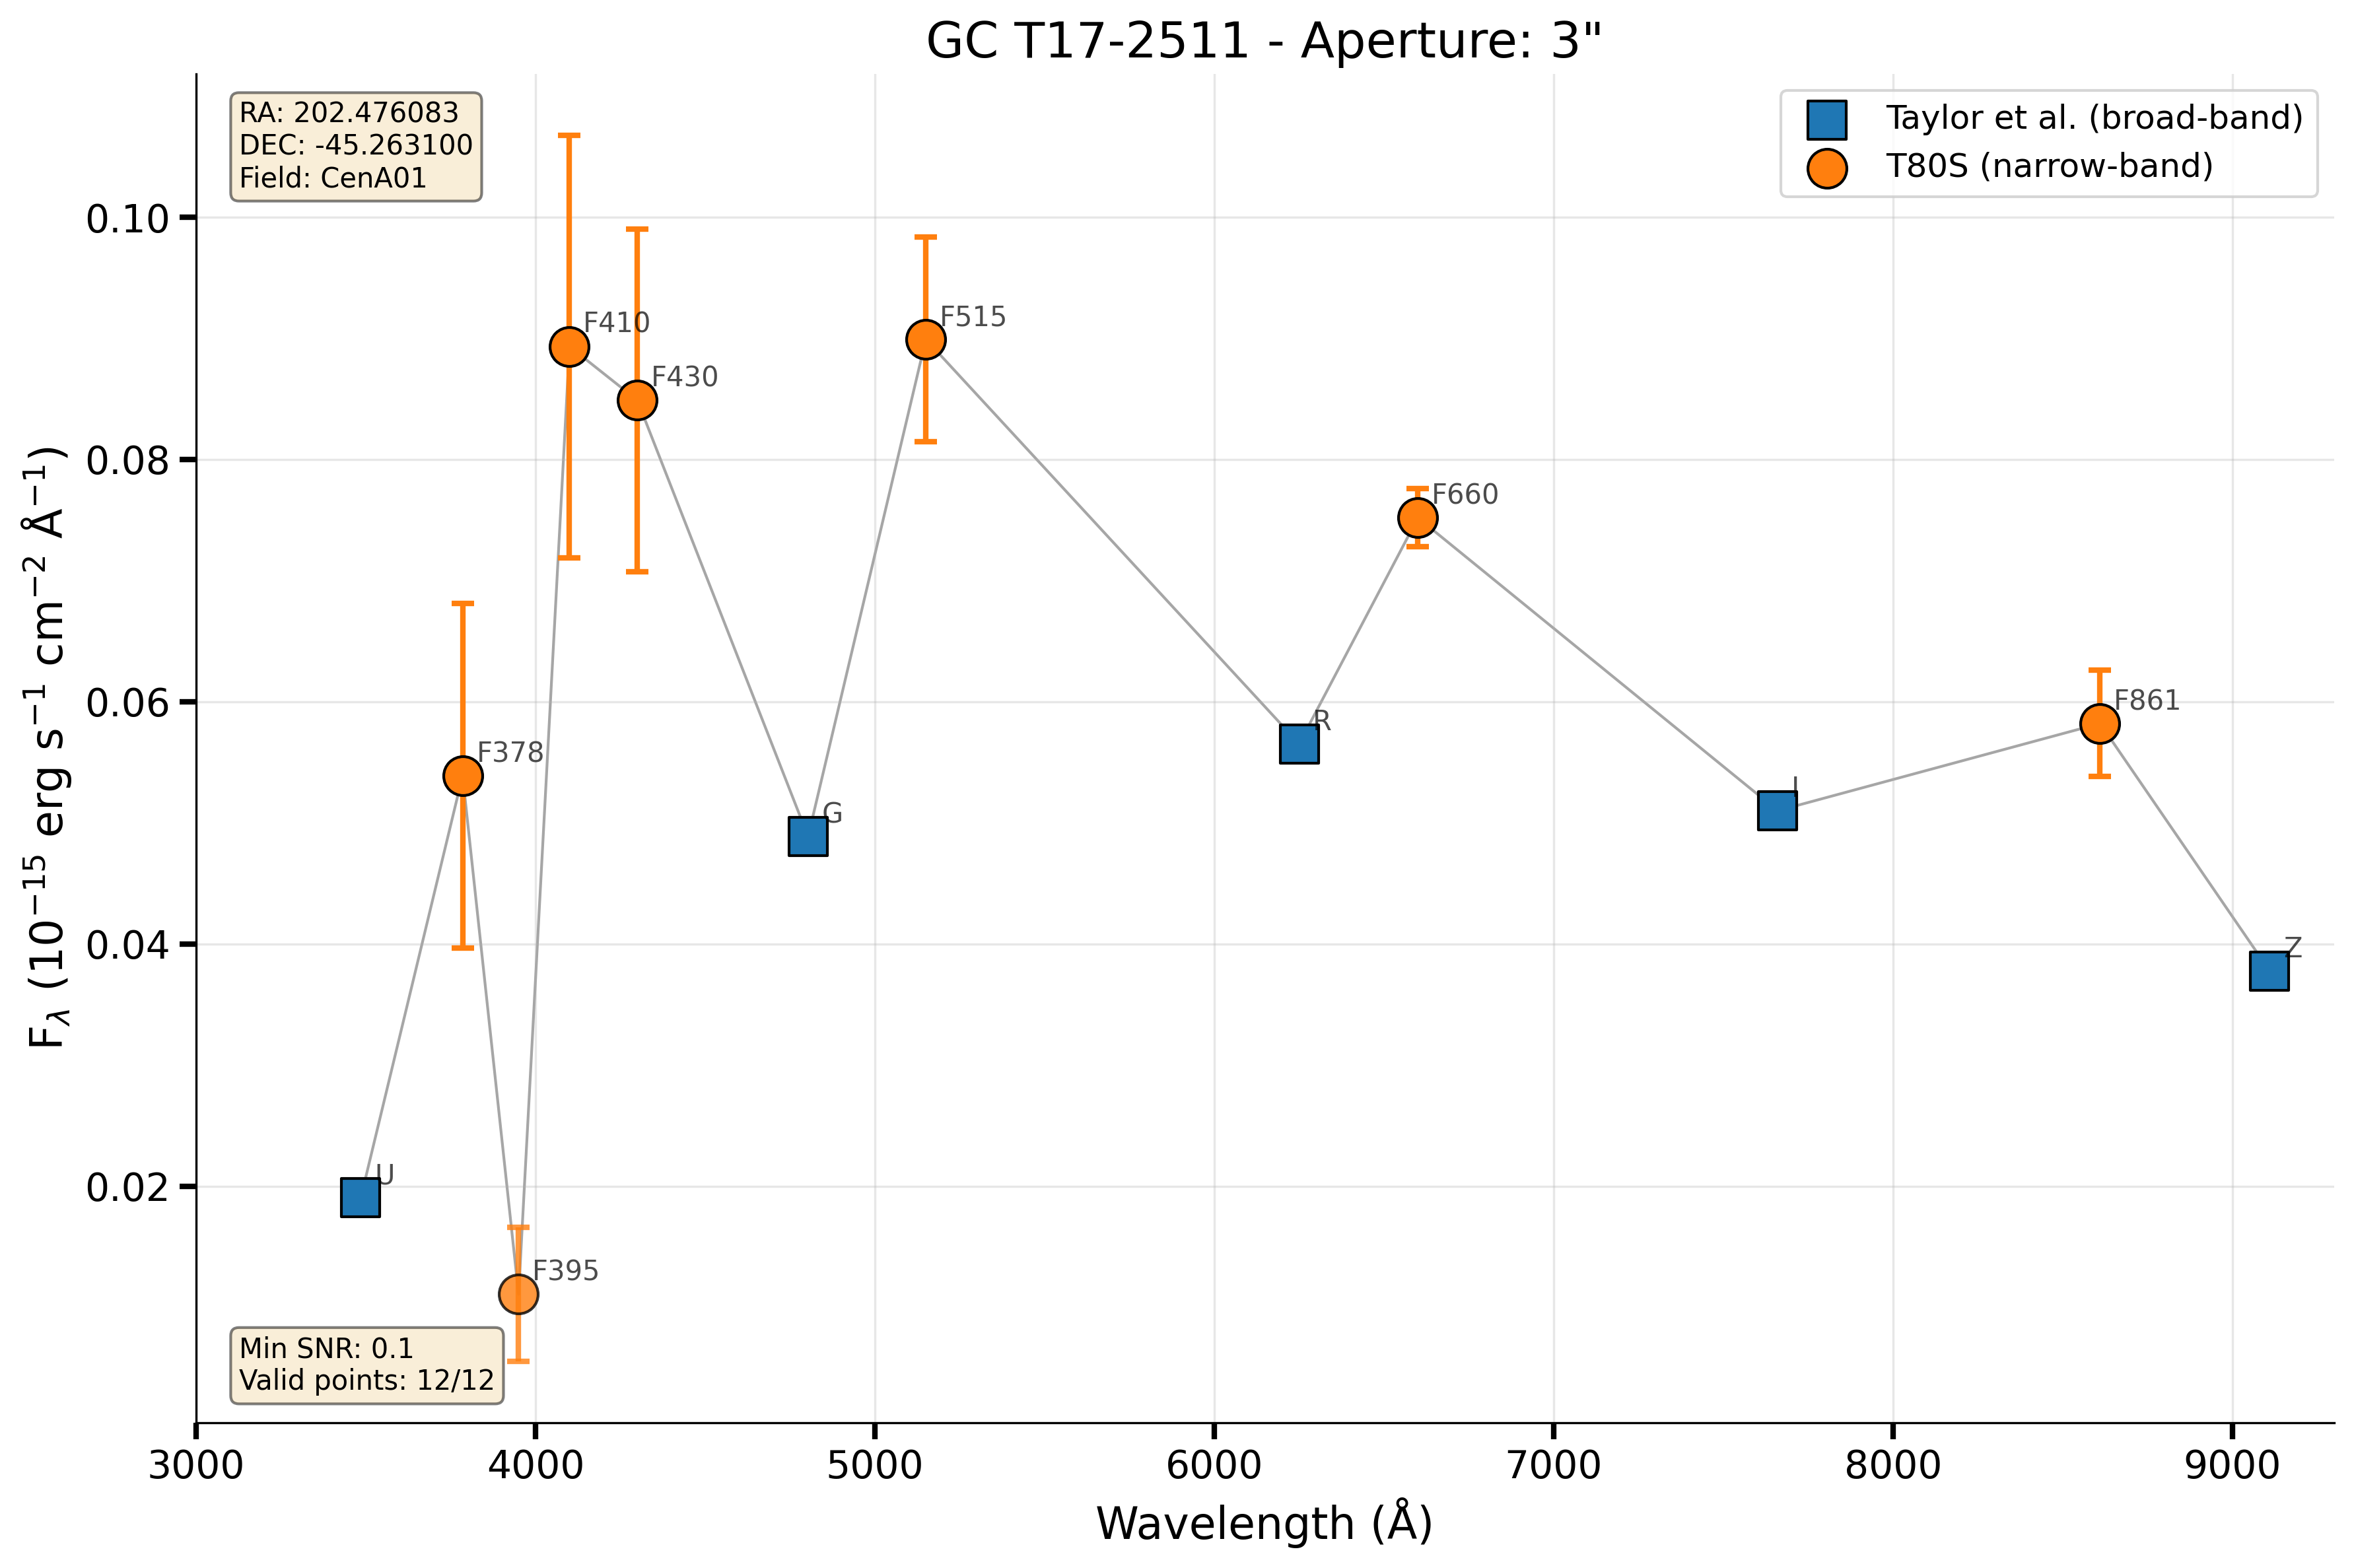 GC T17-2511 - Aperture: 3"
RA: 202.476083
DEC: -45.263100
Field: CenA01
Taylor et al. (broad-band)
T80S (narrow-band)
F410
F430
F515
F660
F378
F861
R
I
G
Z
U
F395
Min SNR: 0.1
Valid points: 12/12
0.10
0.08
0.06
0.04
0.02
F_λ (10⁻¹⁵ erg s⁻¹ cm⁻² Å⁻¹)
3000 4000 5000 6000 7000 8000 9000
Wavelength (Å)